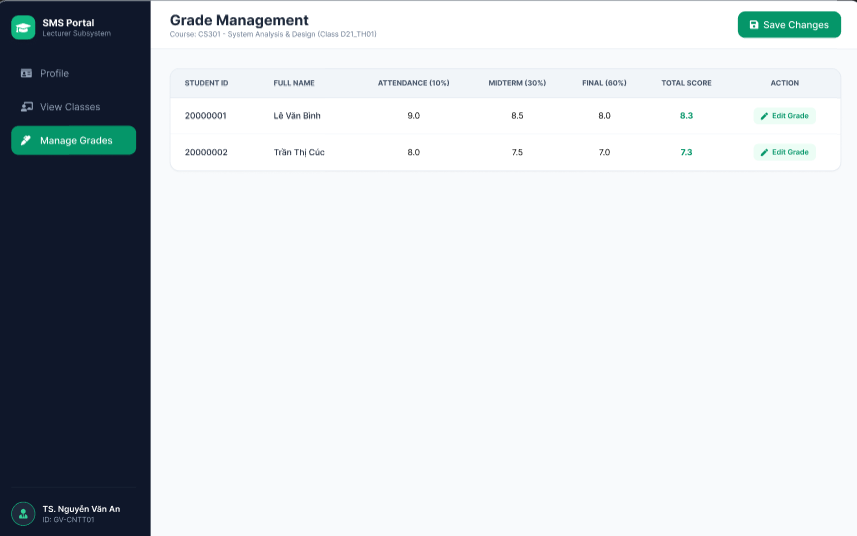 SMS Portal
Lecturer Subsystem
Profile
View Classes
Manage Grades
TS. Nguyễn Văn An
ID: GV-CNTT01
Grade Management
Course: CS301 - System Analysis & Design (Class D21_TH01)
Save Changes
STUDENT ID FULL NAME ATTENDANCE (10%) MIDTERM (30%) FINAL (60%) TOTAL SCORE ACTION
20000001 Lê Văn Bình 9.0 8.5 8.0 8.3 Edit Grade
20000002 Trần Thị Cúc 8.0 7.5 7.0 7.3 Edit Grade